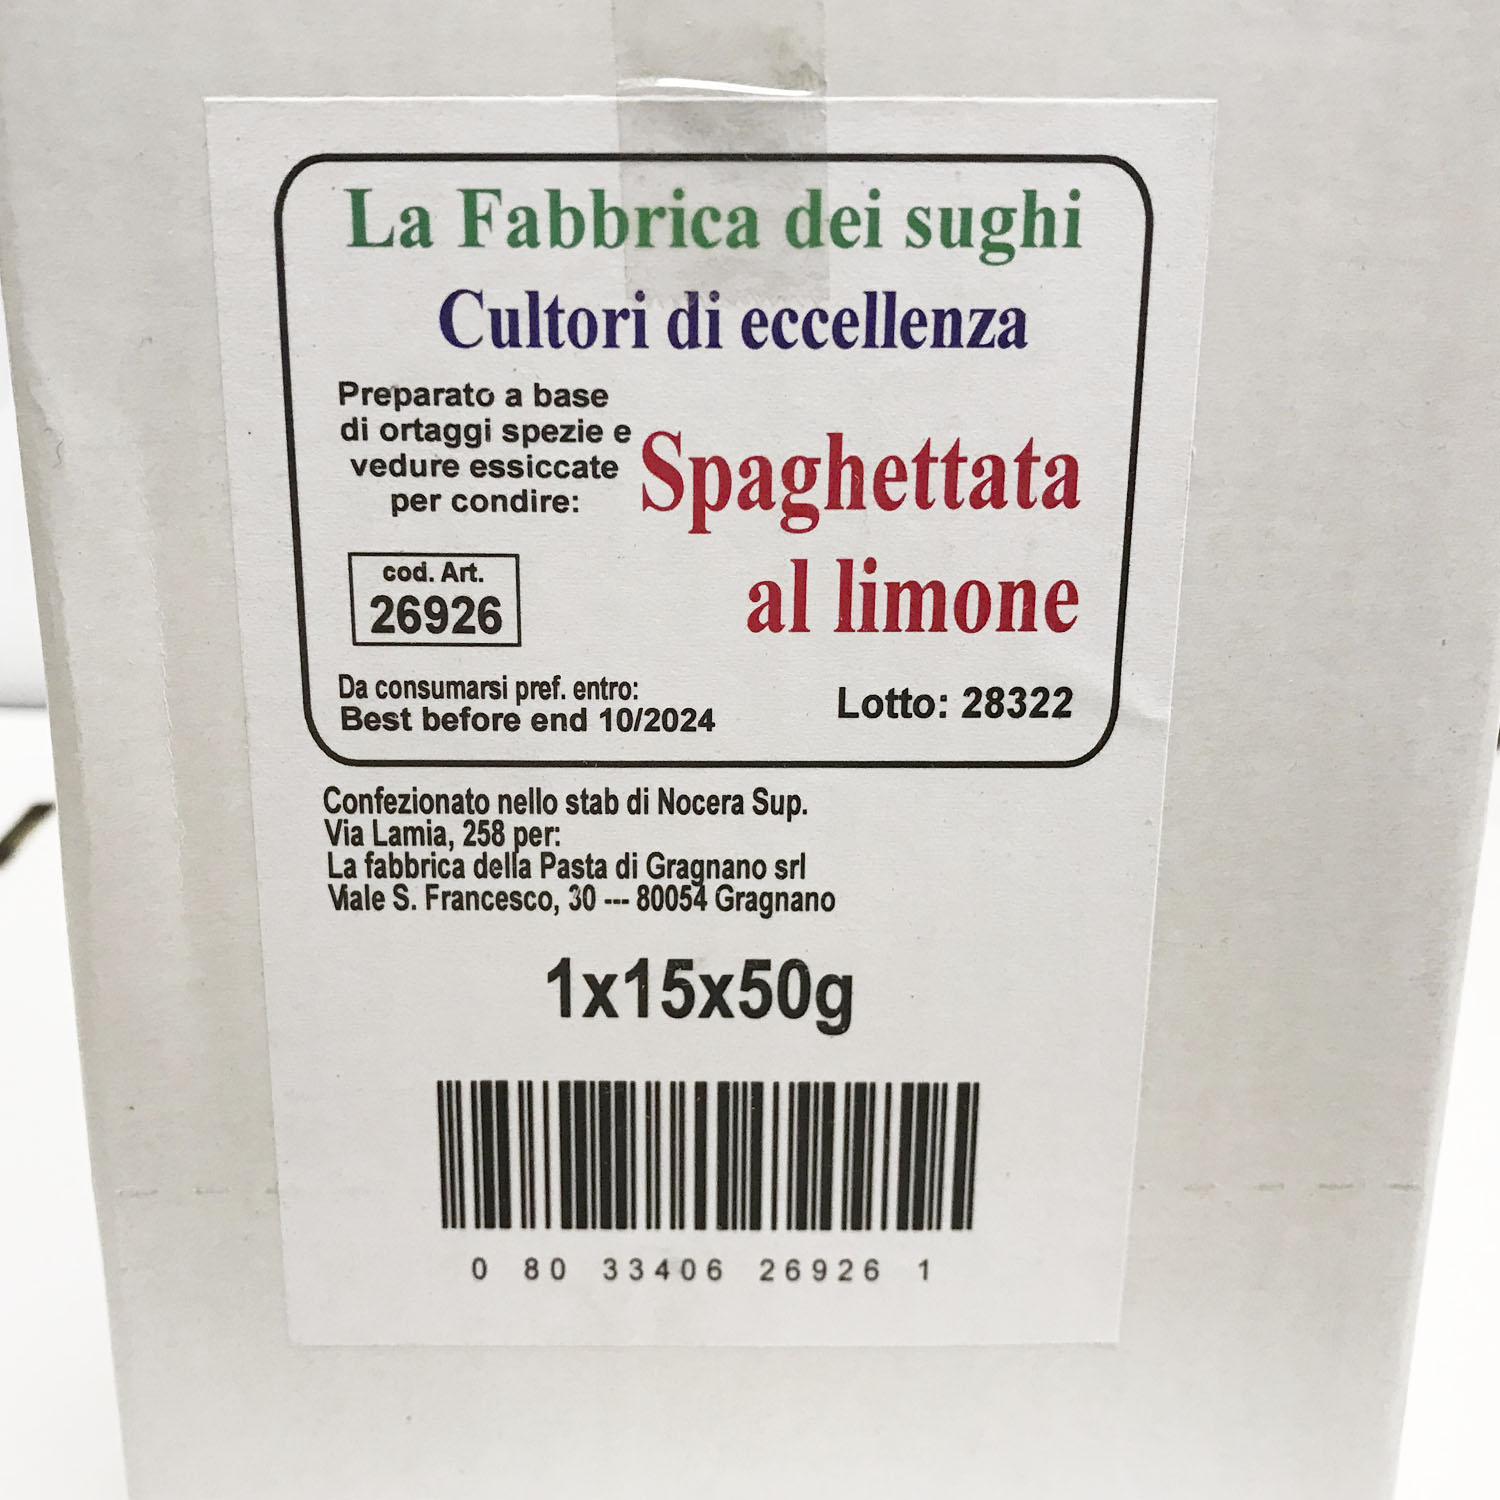 La Fabbrica dei sughi
Cultori di eccellenza
Preparato a base
di ortaggi spezie e
vedure essiccate
per condire:
Spaghettata
al limone
cod. Art.
26926
Da consumarsi pref. entro:
Best before end 10/2024
Lotto: 28322
Confezionato nello stab di Nocera Sup.
Via Lamia, 258 per:
La fabbrica della Pasta di Gragnano srl
Viale S. Francesco, 30 --- 80054 Gragnano
1x15x50g
0 80 33406 26926 1